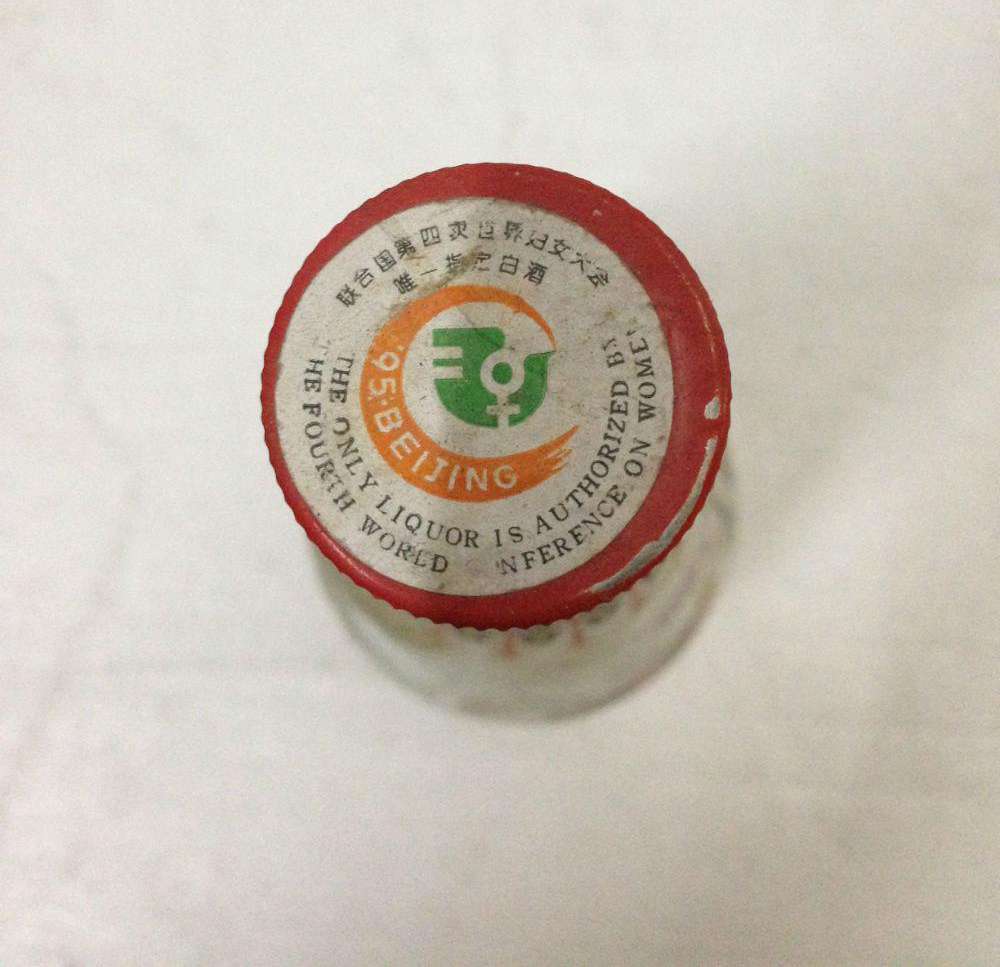 联合国第四次世界妇女大会
唯一指定白酒
'95·BEIJING
THE ONLY LIQUOR IS AUTHORIZED BY
THE FOURTH WORLD NFERENCE ON WOME